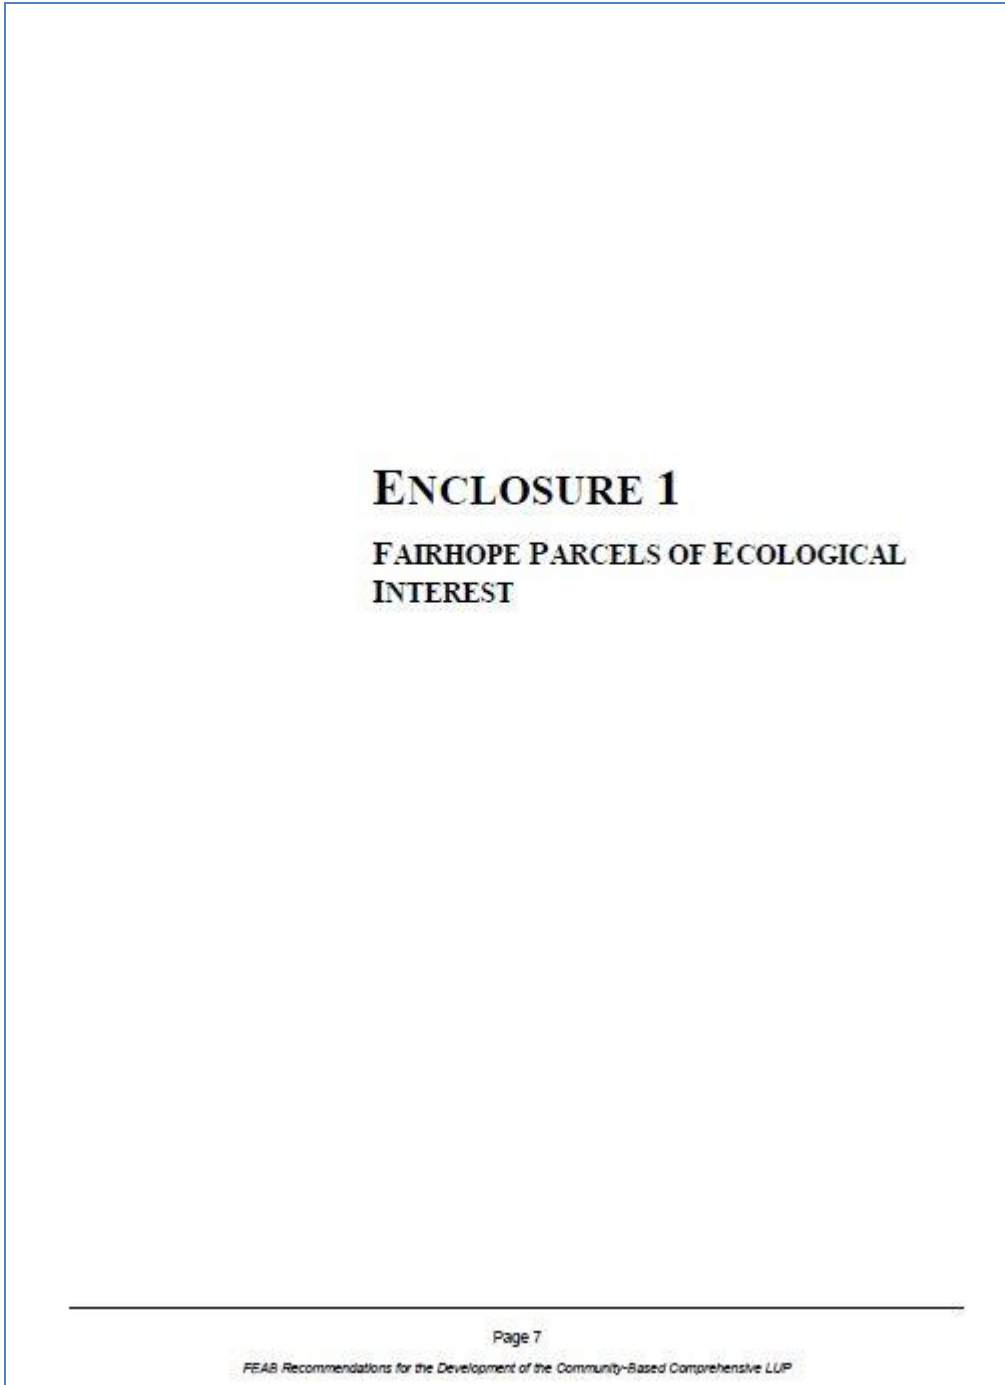 ENCLOSURE 1
FAIRHOPE PARCELS OF ECOLOGICAL
INTEREST
Page 7
FEAB Recommendations for the Development of the Community-Based Comprehensive LUP